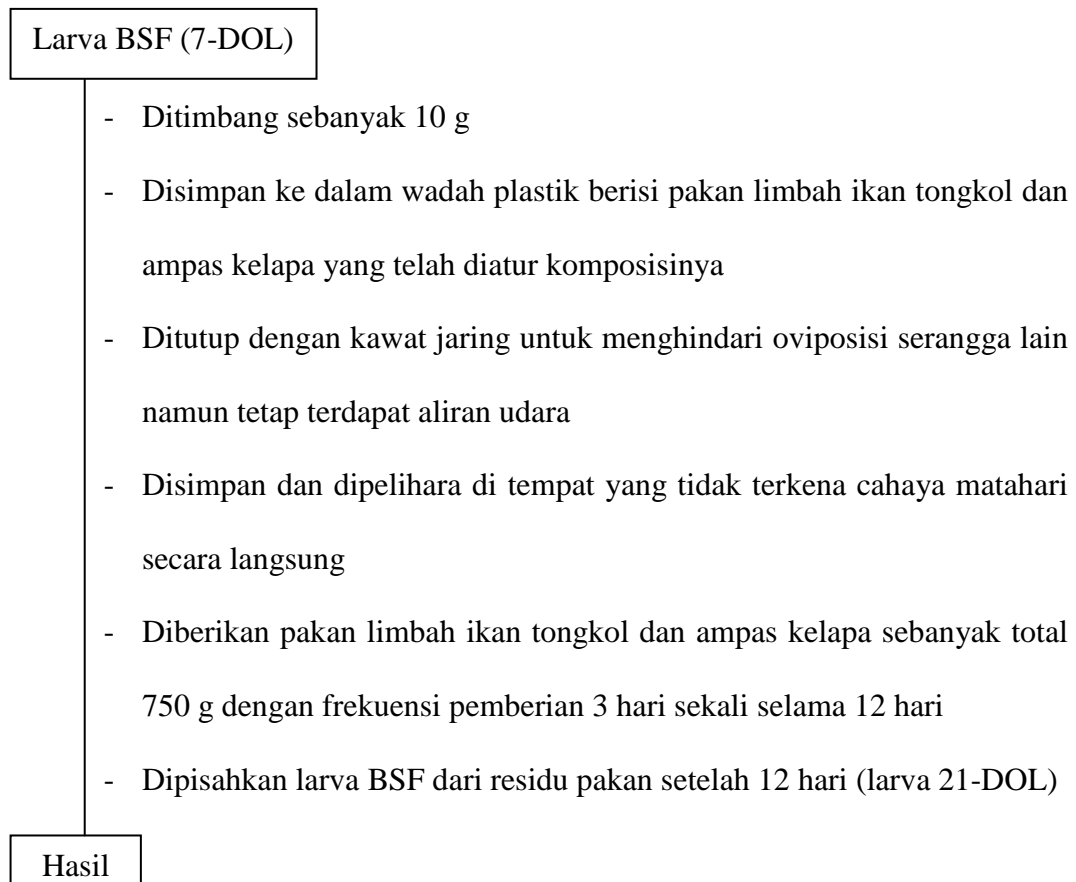 Larva BSF (7-DOL)
- Ditimbang sebanyak 10 g
- Disimpan ke dalam wadah plastik berisi pakan limbah ikan tongkol dan
ampas kelapa yang telah diatur komposisinya
- Ditutup dengan kawat jaring untuk menghindari oviposisi serangga lain
namun tetap terdapat aliran udara
- Disimpan dan dipelihara di tempat yang tidak terkena cahaya matahari
secara langsung
- Diberikan pakan limbah ikan tongkol dan ampas kelapa sebanyak total
750 g dengan frekuensi pemberian 3 hari sekali selama 12 hari
- Dipisahkan larva BSF dari residu pakan setelah 12 hari (larva 21-DOL)
Hasil